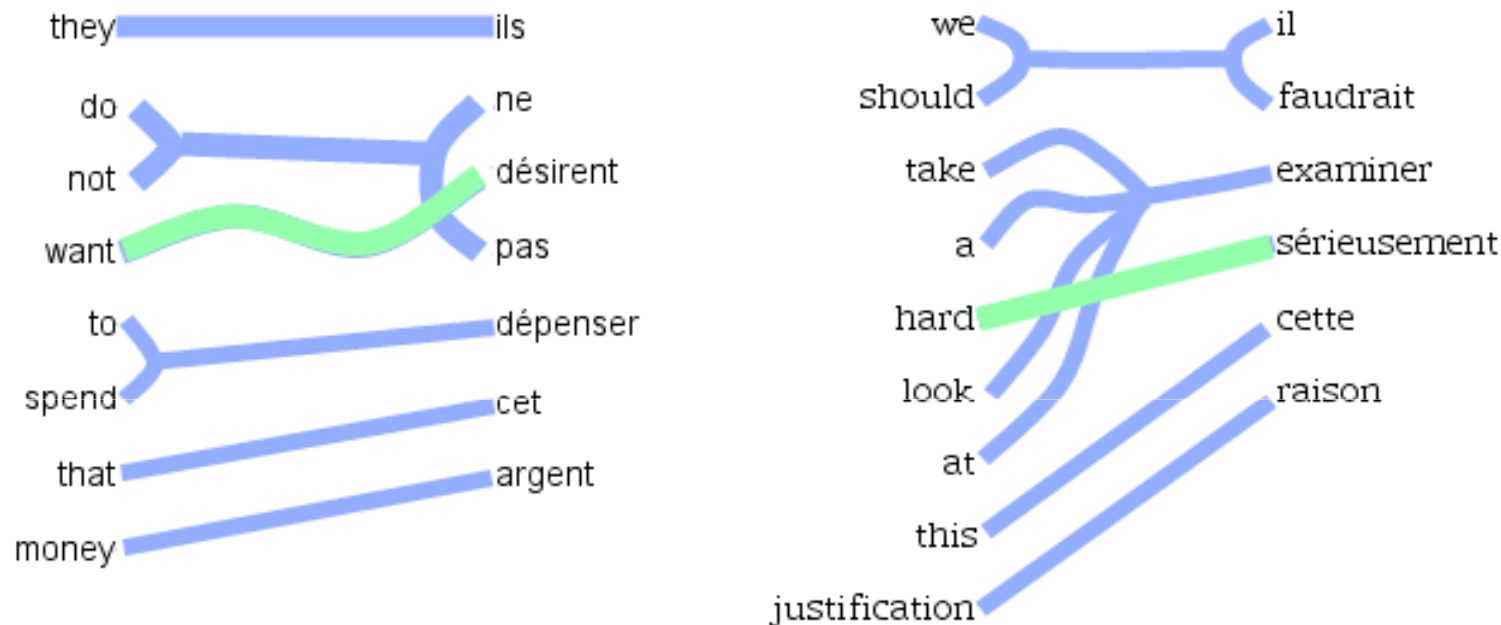 they
do
not
want
to
spend
that
money
ils
ne
désirent
pas
dépenser
cet
argent
we
should
take
a
hard
look
at
this
justification
il
faudrait
examiner
sérieusement
cette
raison